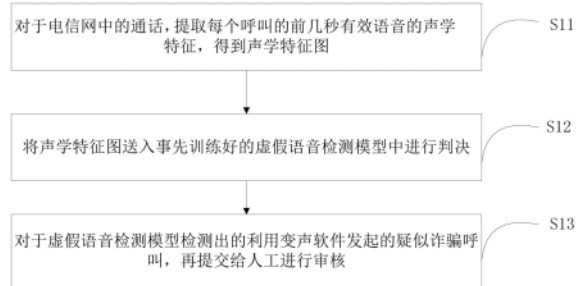 对于电信网中的通话,提取每个呼叫的前几秒有效语音的声学
特征，得到声学特征图
S11
将声学特征图送入事先训练好的虚假语音检测模型中进行判决
S12
对于虚假语音检测模型检测出的利用变声软件发起的疑似诈骗呼
叫，再提交给人工进行审核
S13